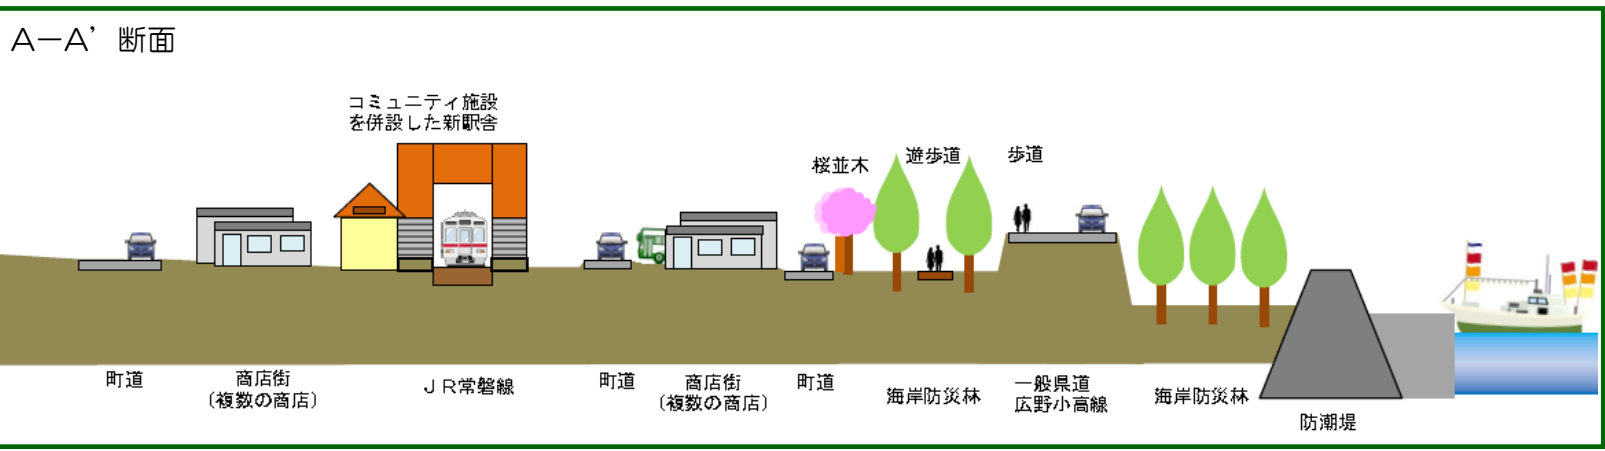 A－A’断面
コミュニティ施設
を併設した新駅舎
桜並木
遊歩道
歩道
町道
商店街
（複数の商店）
ＪＲ常磐線
町道
商店街
（複数の商店）
町道
海岸防災林
一般県道
広野小高線
海岸防災林
防潮堤